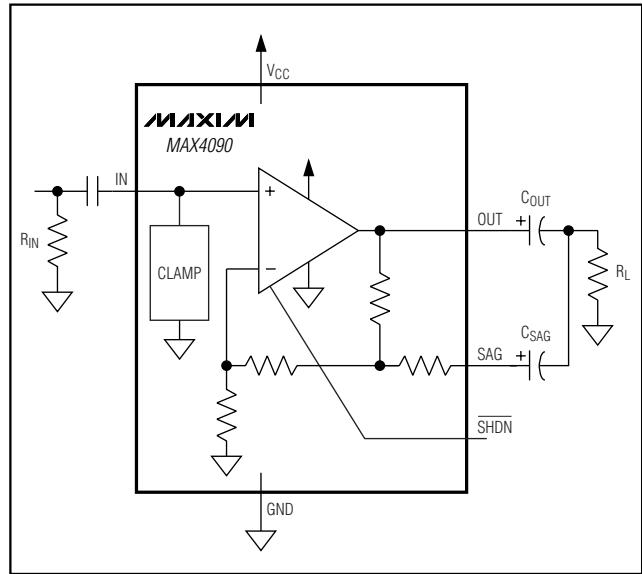 VCC
MAXIM
MAX4090
IN
+
COUT
OUT
+
RIN
CLAMP
−
RL
CSAG
SAG
+
SHDN
GND